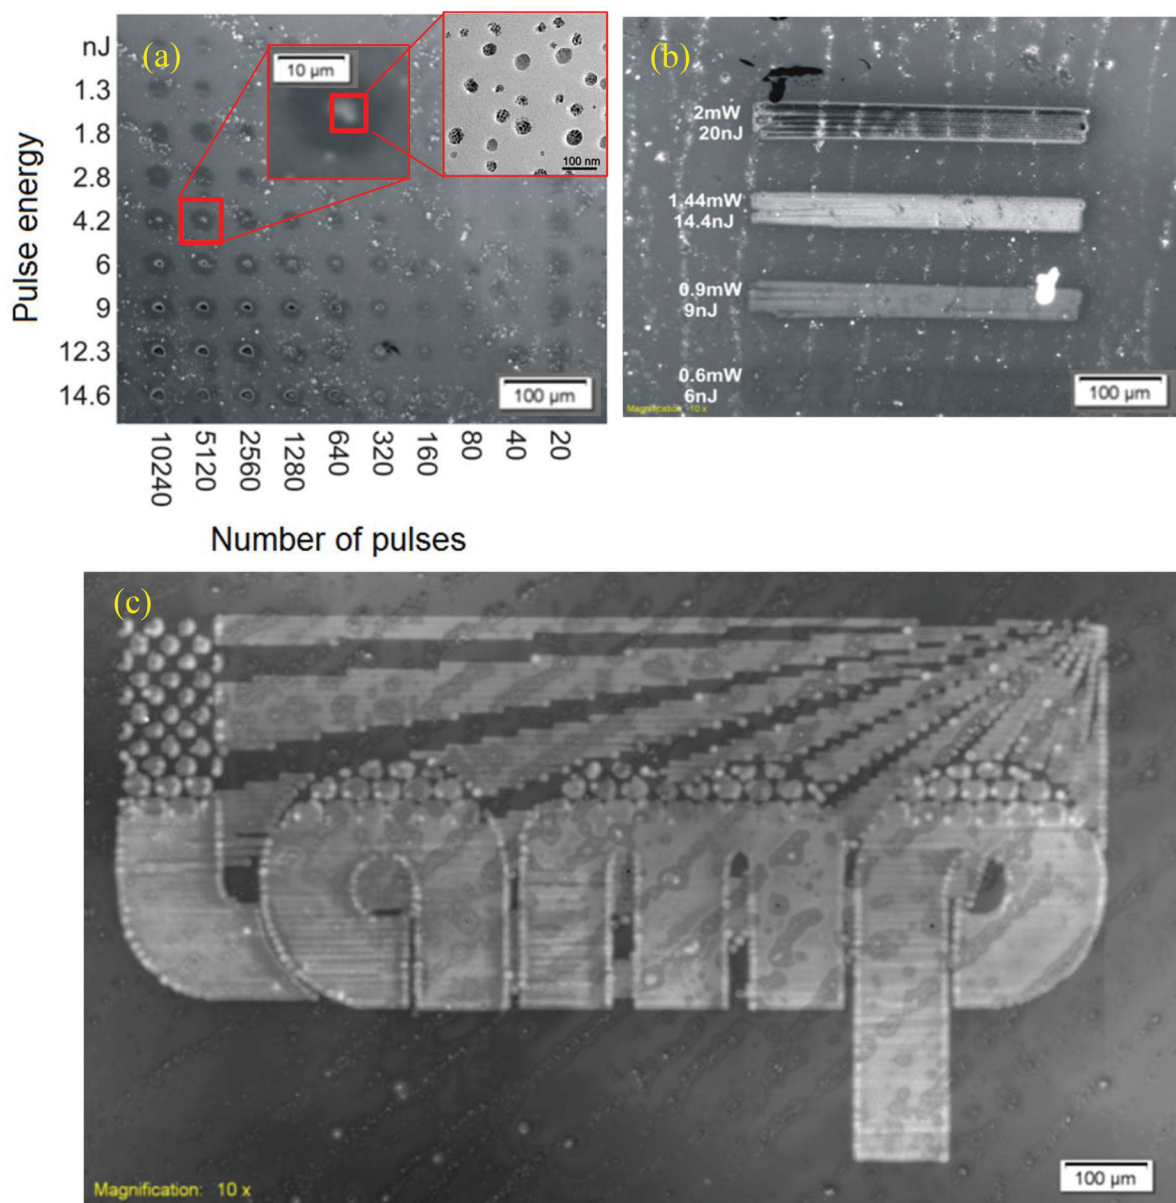 (a)
nJ
1.3
1.8
2.8
4.2
6
9
12.3
14.6
Pulse energy
10 µm
100 nm
100 µm
10240
5120
2560
1280
640
320
160
80
40
20
Number of pulses
(b)
2mW
20nJ
1.44mW
14.4nJ
0.9mW
9nJ
0.6mW
6nJ
Magnification: 10 x
100 µm
(c)
Magnification: 10 x
100 µm